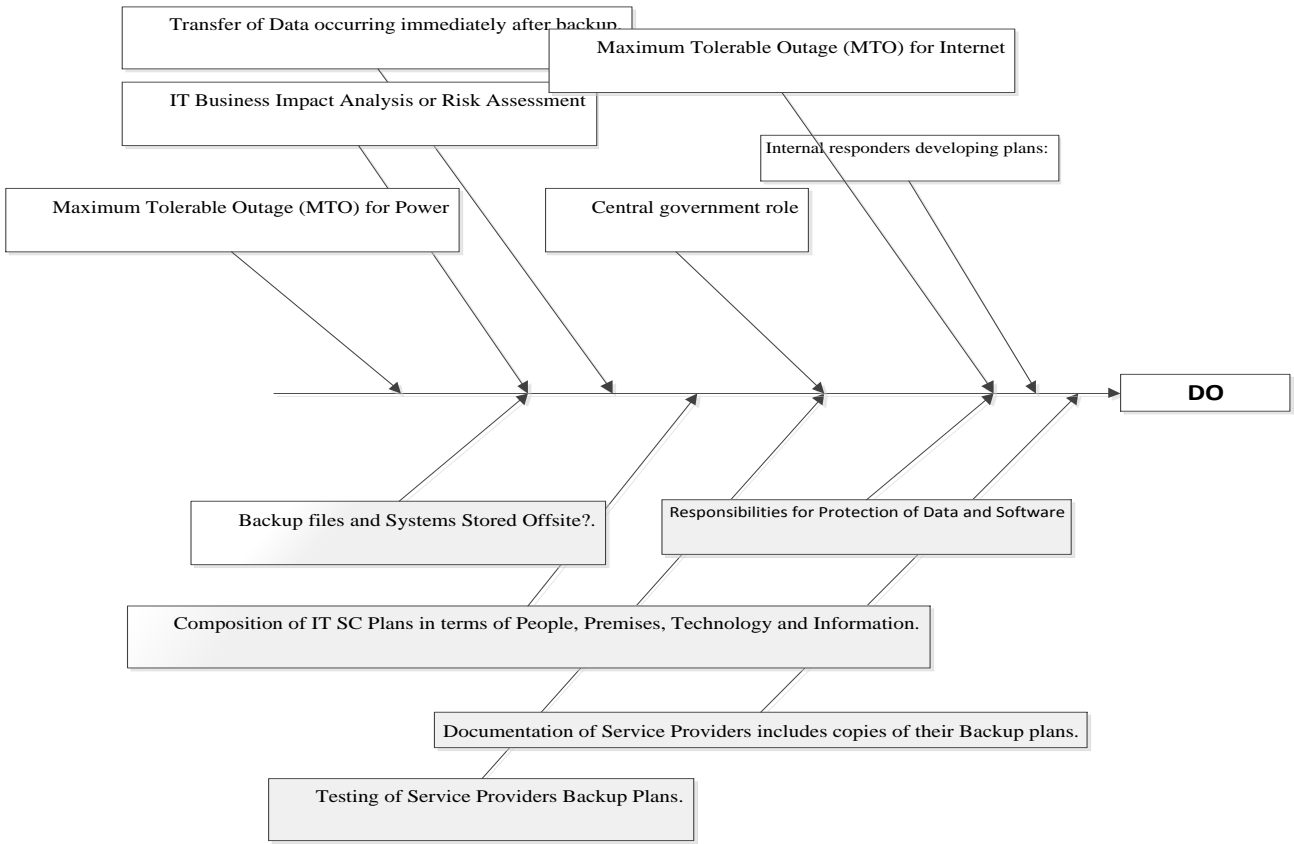 Transfer of Data occurring immediately after backup.
Maximum Tolerable Outage (MTO) for Internet
IT Business Impact Analysis or Risk Assessment
Internal responders developing plans:
Maximum Tolerable Outage (MTO) for Power
Central government role
DO
Backup files and Systems Stored Offsite?.
Responsibilities for Protection of Data and Software
Composition of IT SC Plans in terms of People, Premises, Technology and Information.
Documentation of Service Providers includes copies of their Backup plans.
Testing of Service Providers Backup Plans.